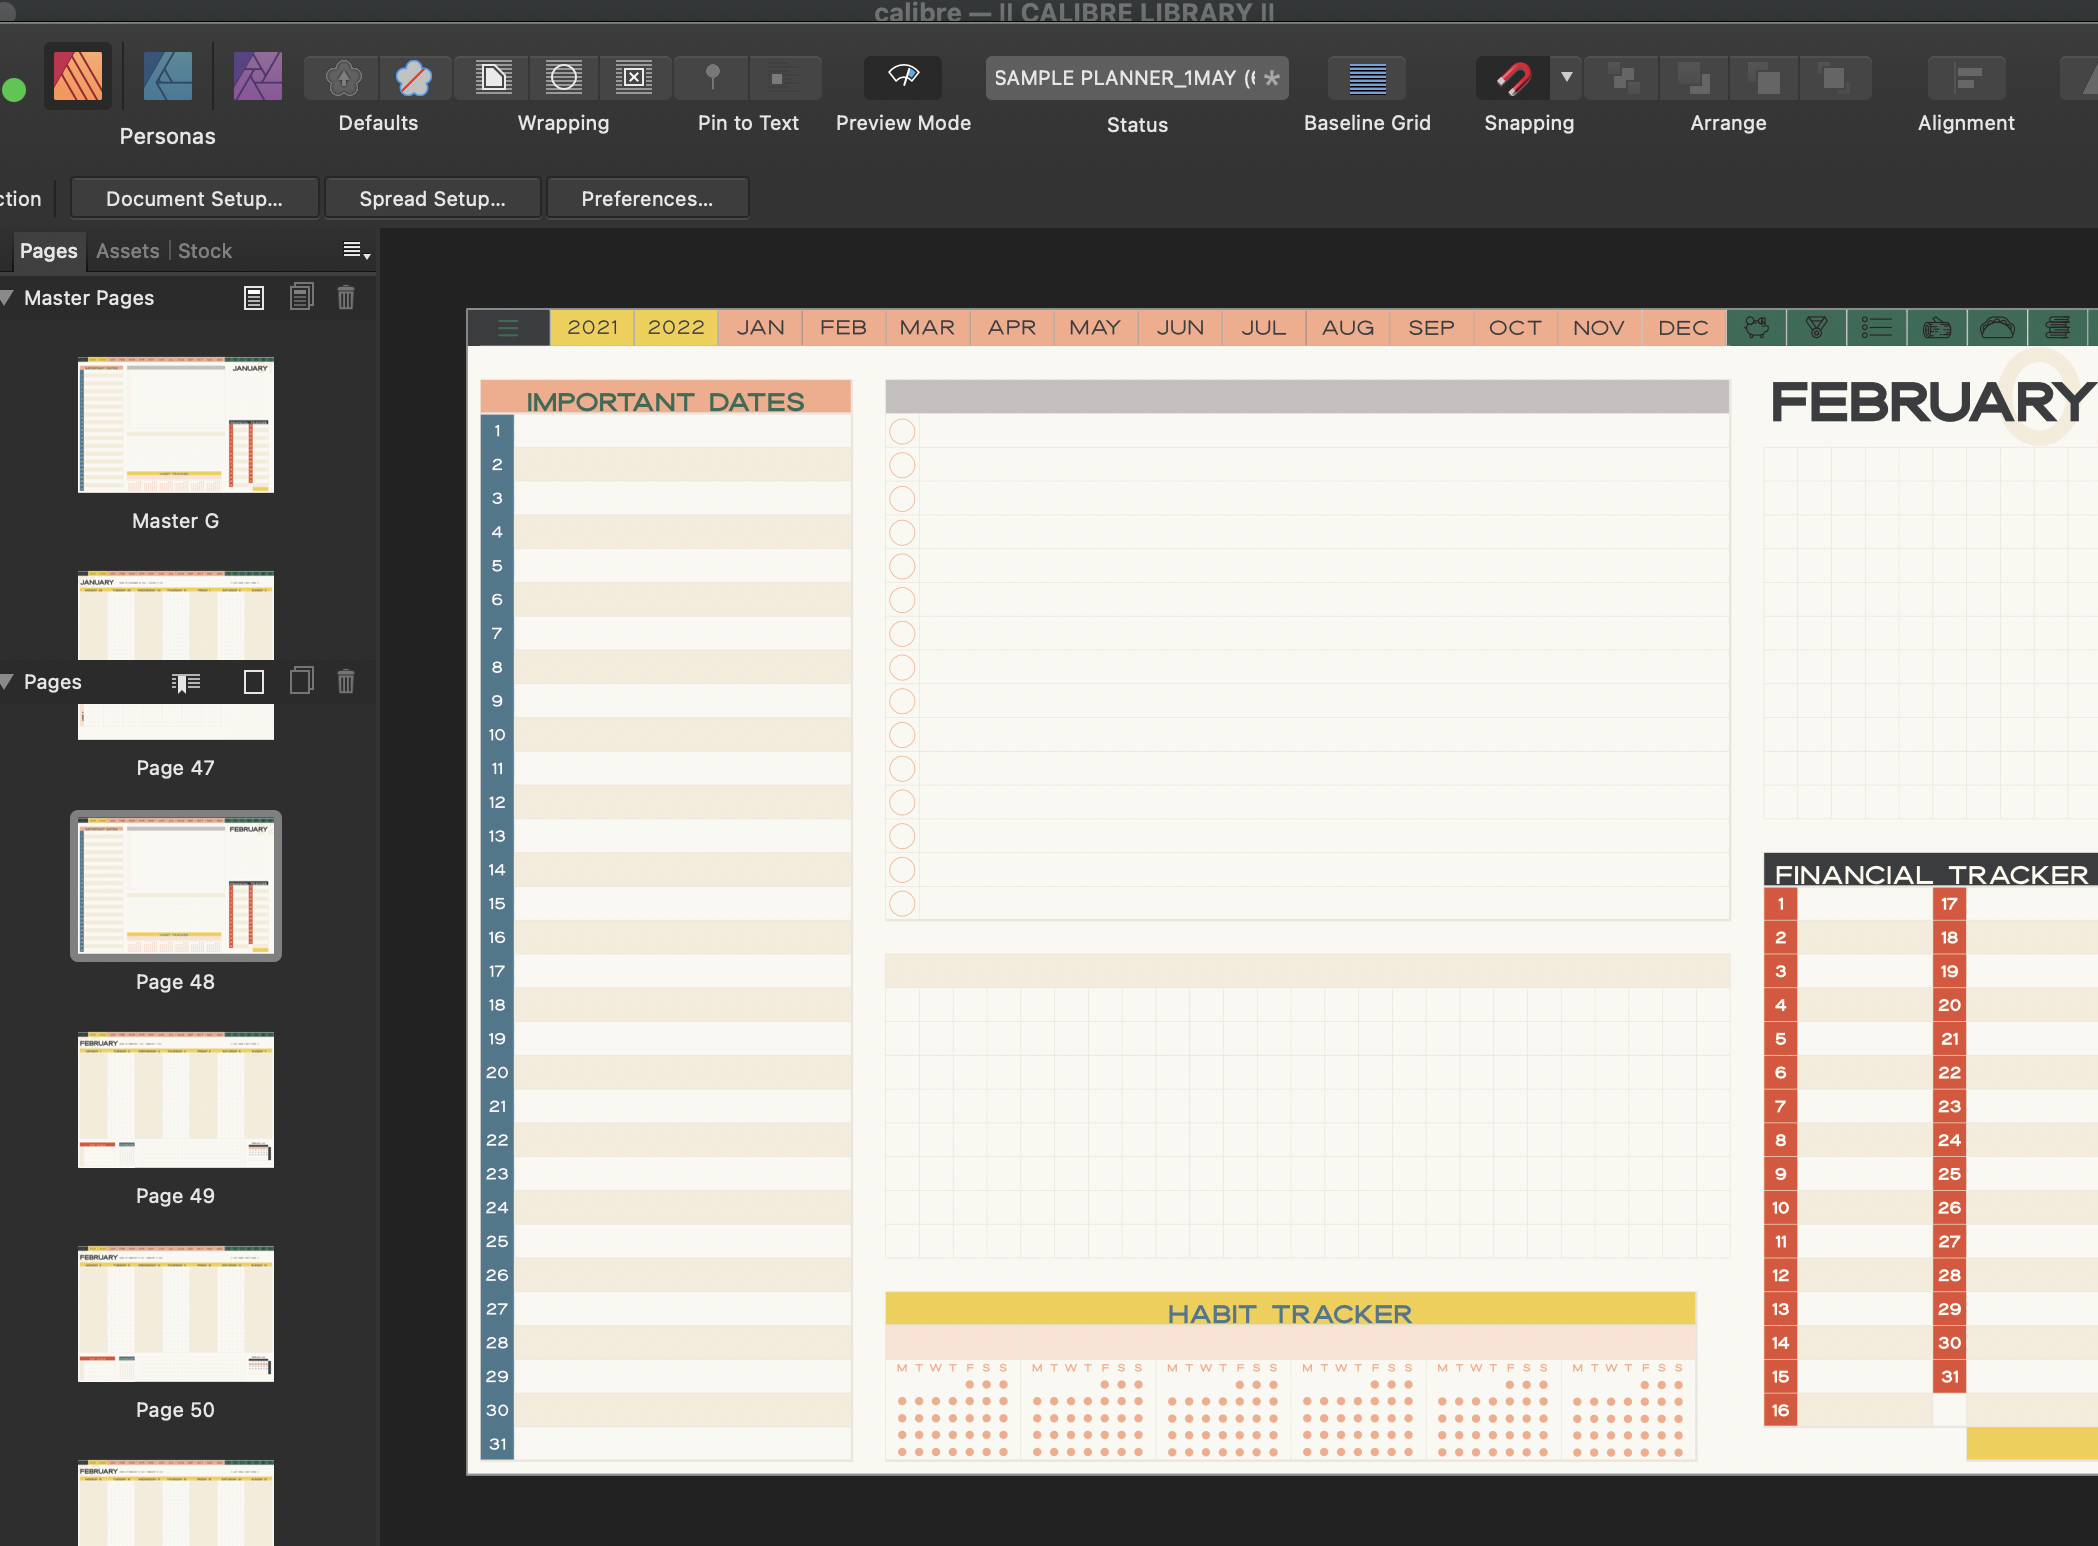 calibre — || CALIBRE LIBRARY ||
Personas
Defaults
Wrapping
Pin to Text
Preview Mode
SAMPLE PLANNER_1MAY (
*
Status
Baseline Grid
Snapping
Arrange
Alignment
ction
Document Setup...
Spread Setup...
Preferences...
Pages
Assets
Stock
Master Pages
JANUARY
Master G
JANUARY
Pages
Page 47
FEBRUARY
Page 48
FEBRUARY
Page 49
FEBRUARY
Page 50
FEBRUARY
2021 2022 JAN FEB MAR APR MAY JUN JUL AUG SEP OCT NOV DEC
IMPORTANT DATES
1
2
3
4
5
6
7
8
9
10
11
12
13
14
15
16
17
18
19
20
21
22
23
24
25
26
27
28
29
30
31
HABIT TRACKER
M T W T F S S M T W T F S S M T W T F S S M T W T F S S M T W T F S S M T W T F S S
FEBRUARY
FINANCIAL TRACKER
1 17
2 18
3 19
4 20
5 21
6 22
7 23
8 24
9 25
10 26
11 27
12 28
13 29
14 30
15 31
16